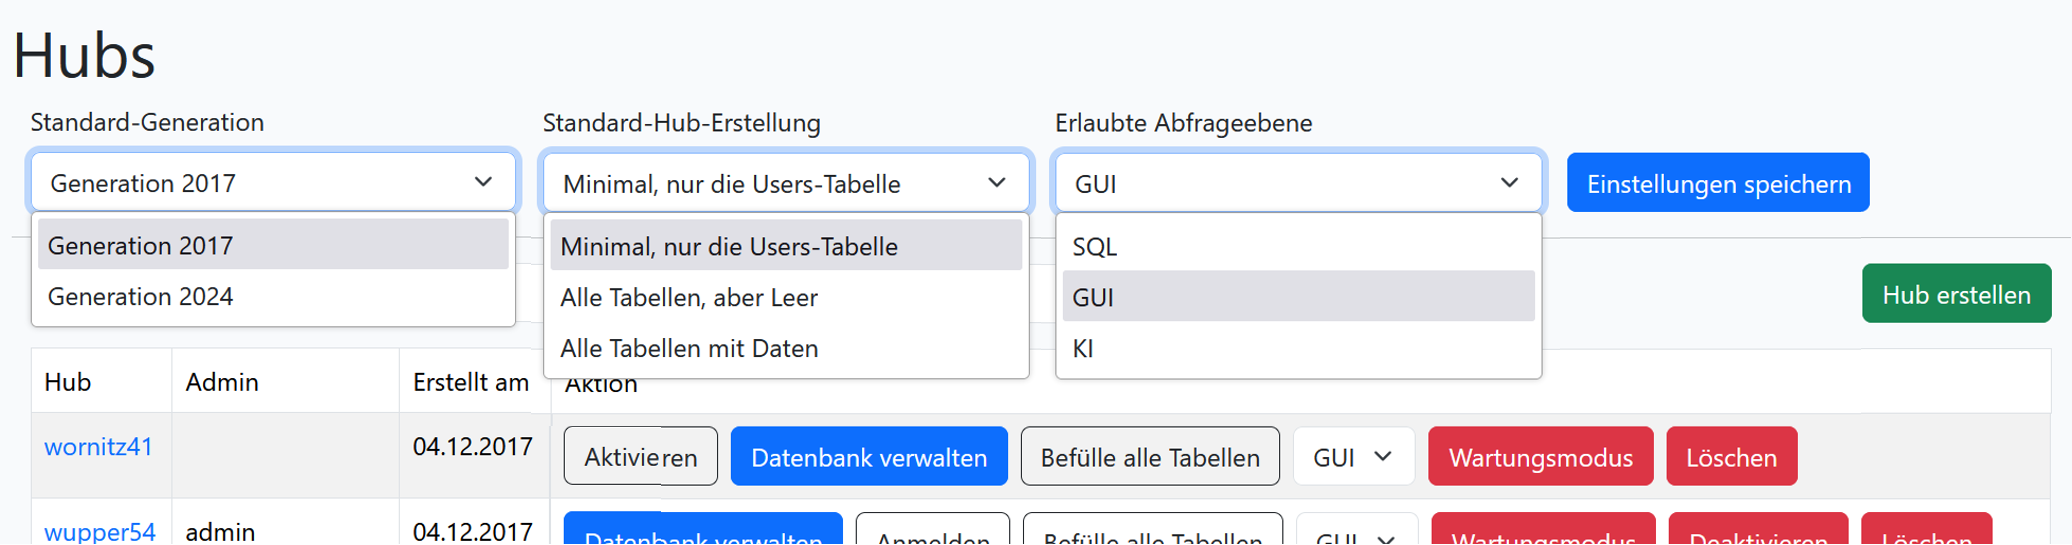 Hubs
Standard-Generation
Standard-Hub-Erstellung
Erlaubte Abfrageebene
Generation 2017
Minimal, nur die Users-Tabelle
GUI
Einstellungen speichern
Generation 2017
Generation 2024
Minimal, nur die Users-Tabelle
Alle Tabellen, aber Leer
Alle Tabellen mit Daten
SQL
GUI
KI
Hub erstellen
Hub Admin Erstellt am Aktion
wornitz41 04.12.2017 Aktivieren Datenbank verwalten Befülle alle Tabellen GUI Wartungsmodus Löschen
wupper54 admin 04.12.2017 Datenbank verwalten Anmelden Befülle alle Tabellen GUI Wartungsmodus Deaktivieren Löschen